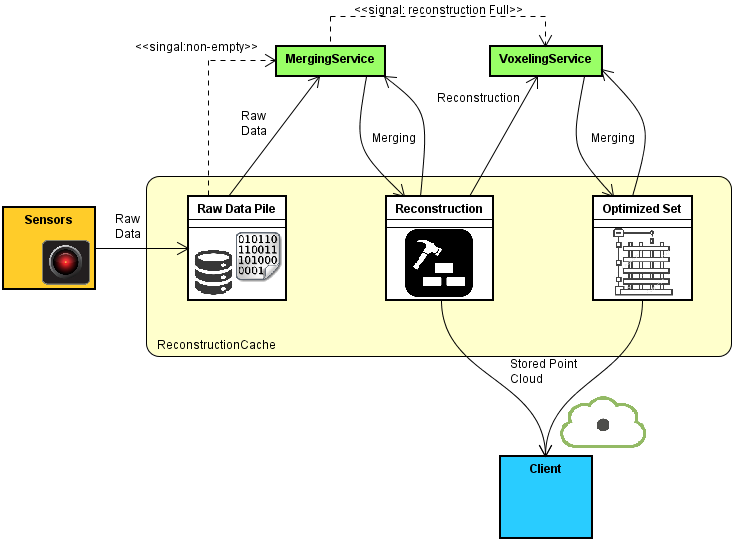 <<signal: reconstruction Full>>
<<singal:non-empty>>
MergingService
VoxelingService
Raw
Data
Merging
Reconstruction
Merging
Sensors
Raw
Data
Raw Data Pile
010110
110011
101000
0001
Reconstruction
Optimized Set
ReconstructionCache
Stored Point
Cloud
Client